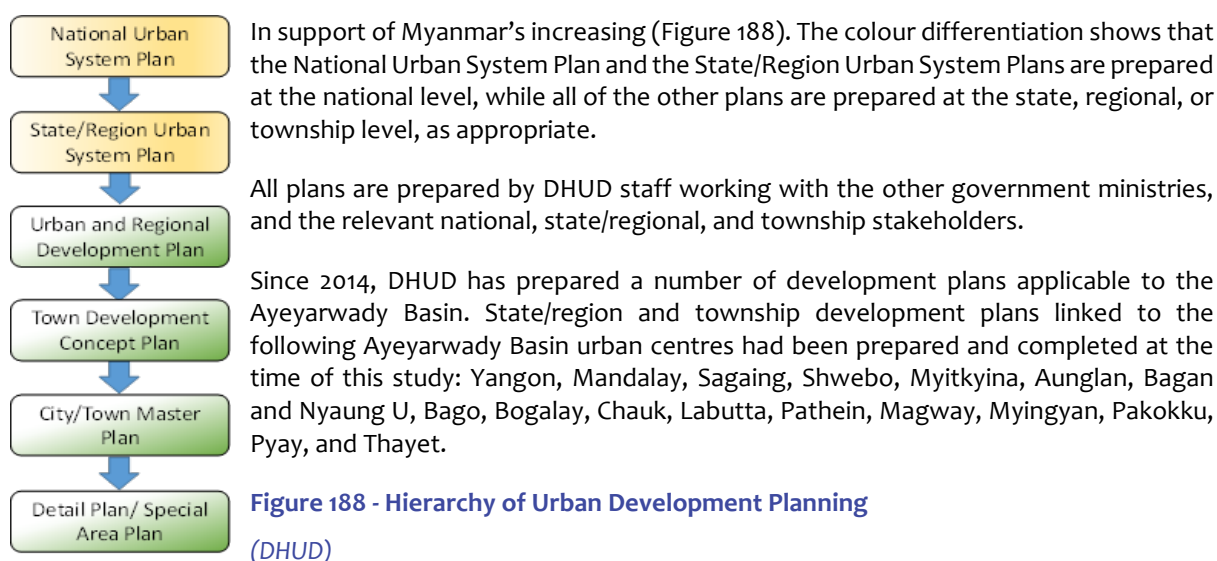 National Urban
System Plan
State/Region Urban
System Plan
Urban and Regional
Development Plan
Town Development
Concept Plan
City/Town Master
Plan
Detail Plan/ Special
Area Plan
In support of Myanmar’s increasing (Figure 188). The colour differentiation shows that
the National Urban System Plan and the State/Region Urban System Plans are prepared
at the national level, while all of the other plans are prepared at the state, regional, or
township level, as appropriate.
All plans are prepared by DHUD staff working with the other government ministries,
and the relevant national, state/regional, and township stakeholders.
Since 2014, DHUD has prepared a number of development plans applicable to the
Ayeyarwady Basin. State/region and township development plans linked to the
following Ayeyarwady Basin urban centres had been prepared and completed at the
time of this study: Yangon, Mandalay, Sagaing, Shwebo, Myitkyina, Aunglan, Bagan
and Nyaung U, Bago, Bogalay, Chauk, Labutta, Pathein, Magway, Myingyan, Pakokku,
Pyay, and Thayet.
Figure 188 - Hierarchy of Urban Development Planning
(DHUD)